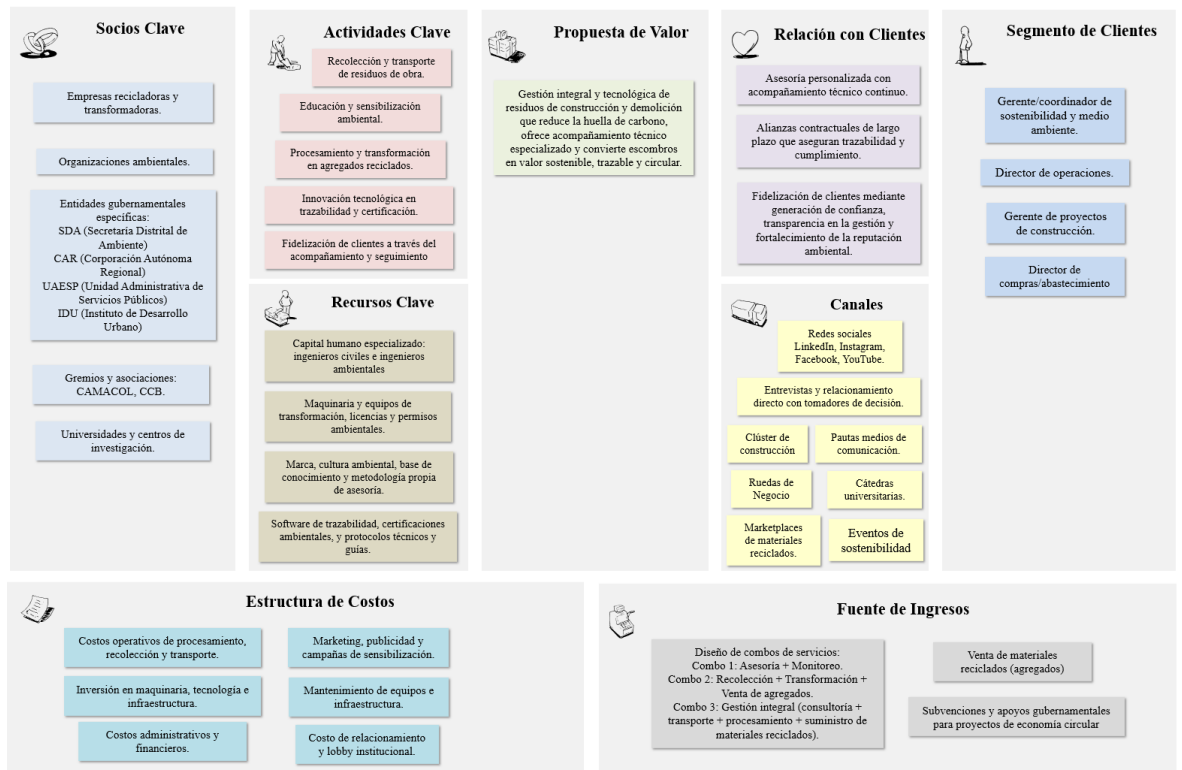 Socios Clave
Empresas recicladoras y
transformadoras.
Organizaciones ambientales.
Entidades gubernamentales
específicas:
SDA (Secretaria Distrital de
Ambiente)
CAR (Corporación Autónoma
Regional)
UAESP (Unidad Administrativa de
Servicios Públicos)
IDU (Instituto de Desarrollo
Urbano)
Gremios y asociaciones:
CAMACOL, CCB.
Universidades y centros de
investigación.
Actividades Clave
Recolección y transporte
de residuos de obra.
Educación y sensibilización
ambiental.
Procesamiento y transformación
en agregados reciclados.
Innovación tecnológica en
trazabilidad y certificación.
Fidelización de clientes a través del
acompañamiento y seguimiento
Recursos Clave
Capital humano especializado:
ingenieros civiles e ingenieros
ambientales
Maquinaria y equipos de
transformación, licencias y permisos
ambientales.
Marca, cultura ambiental, base de
conocimiento y metodología propia
de asesoría.
Software de trazabilidad, certificaciones
ambientales, y protocolos técnicos y
guías.
Propuesta de Valor
Gestión integral y tecnológica de
residuos de construcción y demolición
que reduce la huella de carbono,
ofrece acompañamiento técnico
especializado y convierte escombros
en valor sostenible, trazable y circular.
Relación con Clientes
Asesoría personalizada con
acompañamiento técnico continuo.
Alianzas contractuales de largo
plazo que aseguran trazabilidad y
cumplimiento.
Fidelización de clientes mediante
generación de confianza,
transparencia en la gestión y
fortalecimiento de la reputación
ambiental.
Canales
Redes sociales
LinkedIn, Instagram,
Facebook, YouTube.
Entrevistas y relacionamiento
directo con tomadores de decisión.
Clúster de
construcción
Pautas medios de
comunicación.
Ruedas de
Negocio
Cátedras
universitarias.
Marketplaces
de materiales
reciclados.
Eventos de
sostenibilidad
Segmento de Clientes
Gerente/coordinador de
sostenibilidad y medio
ambiente.
Director de operaciones.
Gerente de proyectos
de construcción.
Director de
compras/abastecimiento
Estructura de Costos
Costos operativos de procesamiento,
recolección y transporte.
Marketing, publicidad y
campañas de sensibilización.
Inversión en maquinaria, tecnología e
infraestructura.
Mantenimiento de equipos e
infraestructura.
Costos administrativos y
financieros.
Costo de relacionamiento
y lobby institucional.
Fuente de Ingresos
Diseño de combos de servicios:
Combo 1: Asesoría + Monitoreo.
Combo 2: Recolección + Transformación +
Venta de agregados.
Combo 3: Gestión integral (consultoría +
transporte + procesamiento + suministro de
materiales reciclados).
Venta de materiales
reciclados (agregados)
Subvenciones y apoyos gubernamentales
para proyectos de economía circular